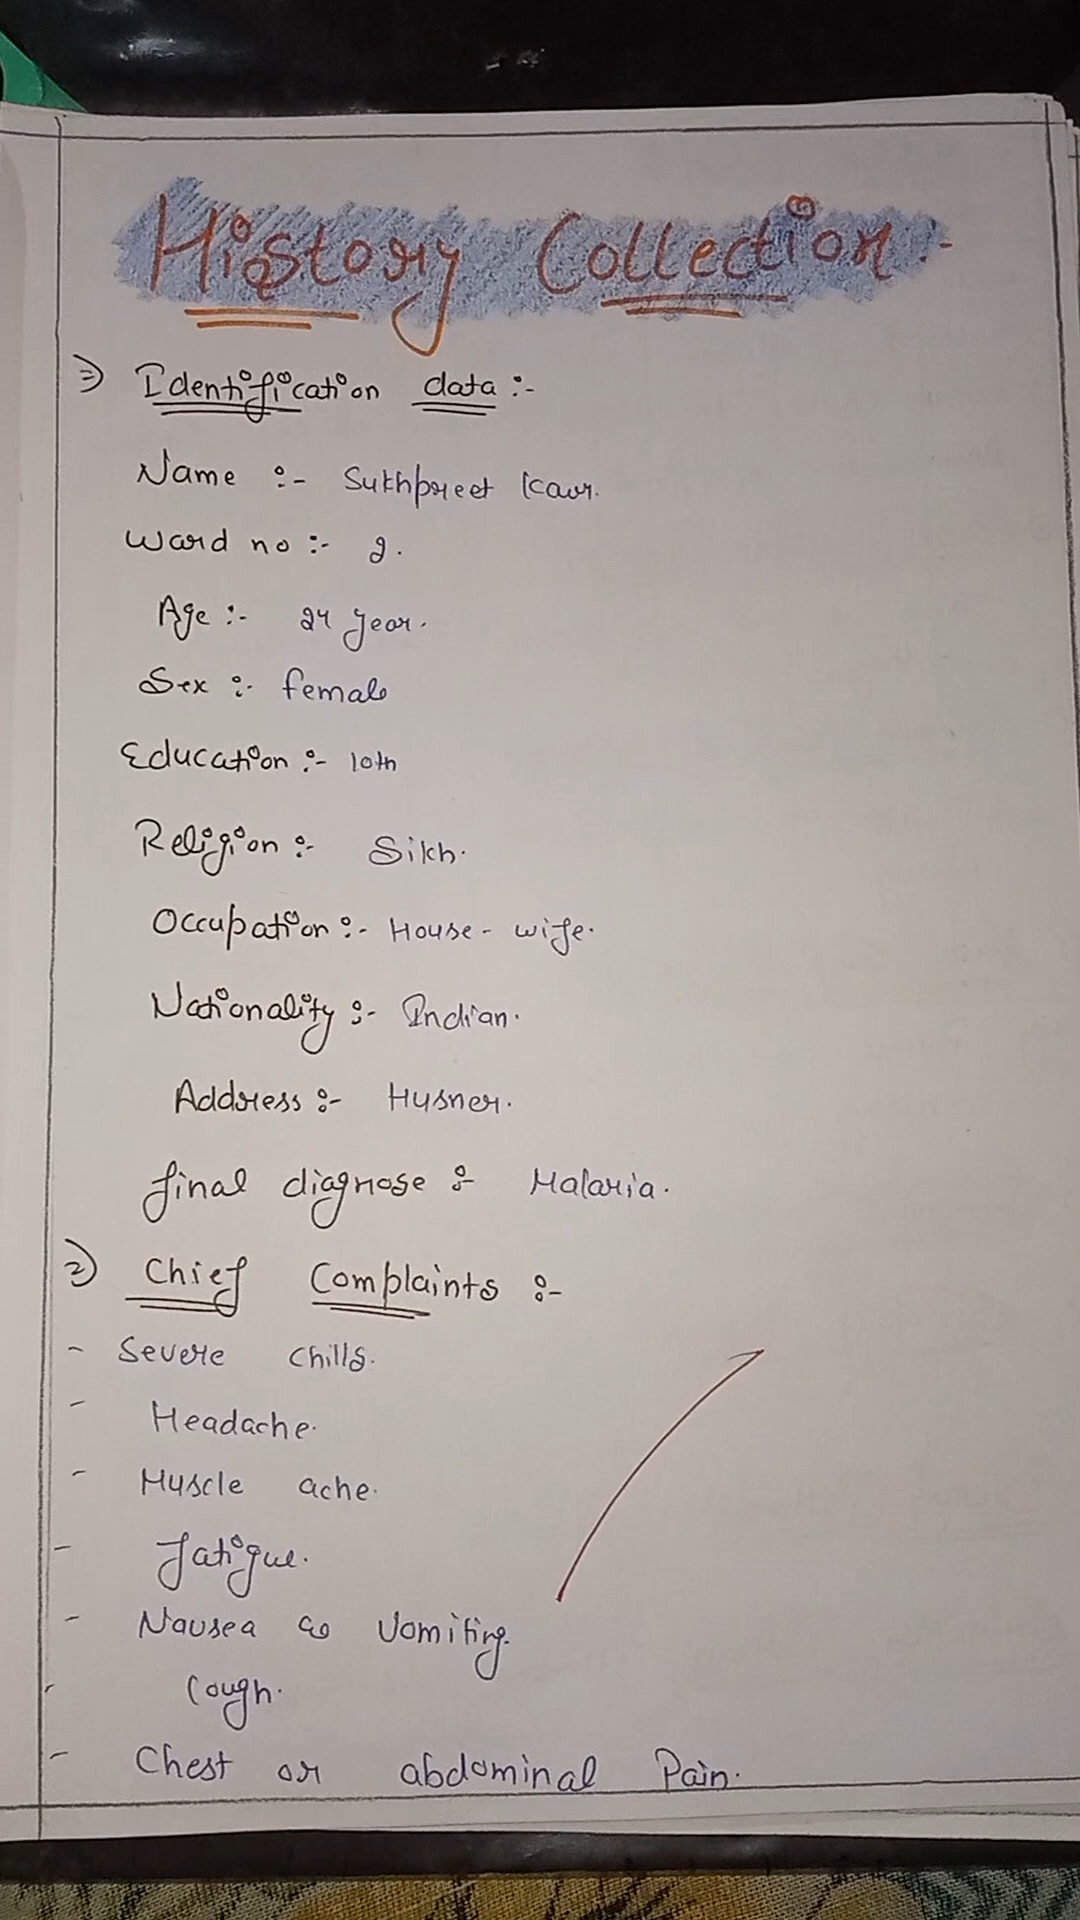 History Collection :-
1) Identification data :-
Name :- Sukhpreet Kaur.
Ward no :- 2.
Age :- 24 year.
Sex :- female
Education :- 10th
Religion :- Sikh.
Occupation :- House-wife.
Nationality :- Indian.
Address :- Husner.
final diagnose :- Malaria.
2) Chief Complaints :-
- Severe chills.
- Headache.
- Muscle ache.
- Fatigue.
- Nausea & Vomiting.
- Cough.
- Chest or abdominal Pain.